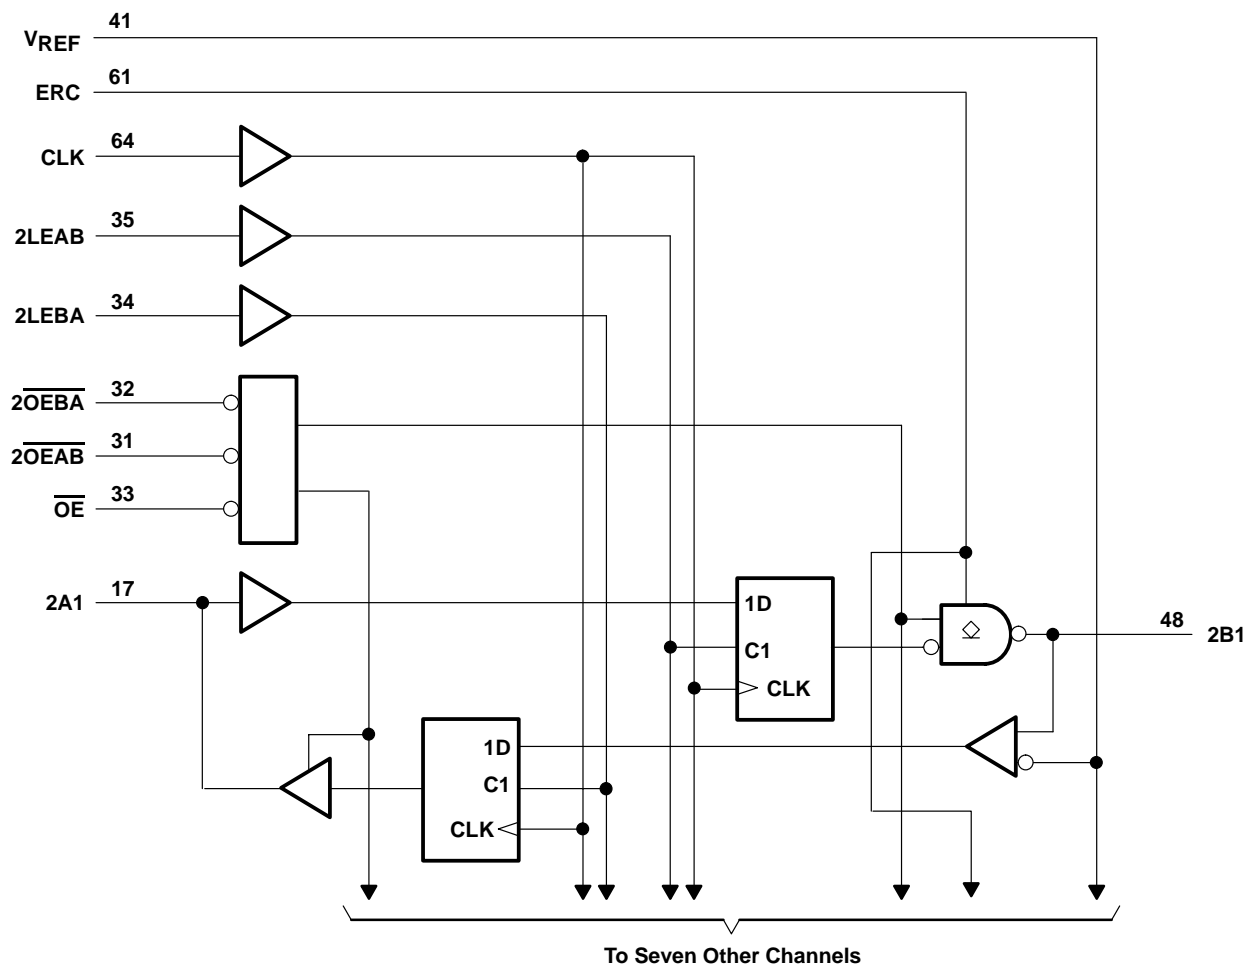 41
VREF
61
ERC
64
CLK
35
2LEAB
34
2LEBA
32
2OEBA
31
2OEAB
33
OE
17
2A1
1D
C1
CLK
48
2B1
1D
C1
CLK
To Seven Other Channels